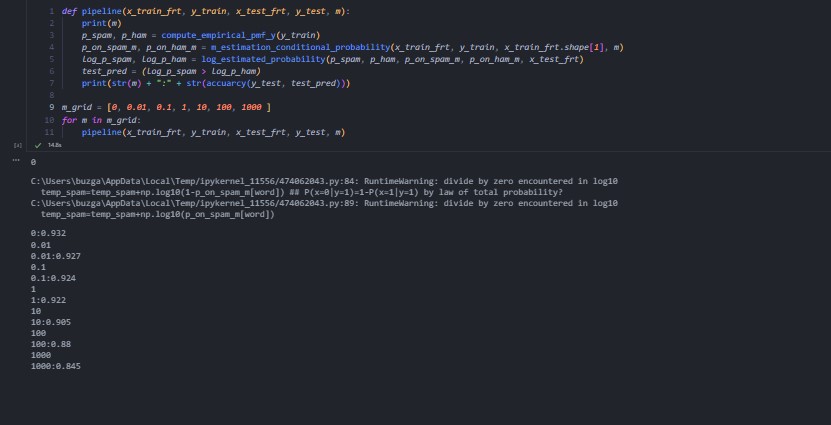 1 def pipeline(x_train_frt, y_train, x_test_frt, y_test, m):
2 print(m)
3 p_spam, p_ham = compute_empirical_pmf_y(y_train)
4 p_on_spam_m, p_on_ham_m = m_estimation_conditional_probability(x_train_frt, y_train, x_train_frt.shape[1], m)
5 log_p_spam, log_p_ham = log_estimated_probability(p_spam, p_ham, p_on_spam_m, p_on_ham_m, x_test_frt)
6 test_pred = (log_p_spam > log_p_ham)
7 print(str(m) + ":" + str(accuarcy(y_test, test_pred)))
8
9 m_grid = [0, 0.01, 0.1, 1, 10, 100, 1000 ]
10 for m in m_grid:
11 pipeline(x_train_frt, y_train, x_test_frt, y_test, m)
[4] ✓ 14.8s
... 0
C:\Users\buzga\AppData\Local\Temp/ipykernel_11556/474062043.py:84: RuntimeWarning: divide by zero encountered in log10
temp_spam=temp_spam+np.log10(1-p_on_spam_m[word]) ## P(x=0|y=1)=1-P(x=1|y=1) by law of total probability?
C:\Users\buzga\AppData\Local\Temp/ipykernel_11556/474062043.py:89: RuntimeWarning: divide by zero encountered in log10
temp_spam=temp_spam+np.log10(p_on_spam_m[word])
0:0.932
0.01
0.01:0.927
0.1
0.1:0.924
1
1:0.922
10
10:0.905
100
100:0.88
1000
1000:0.845